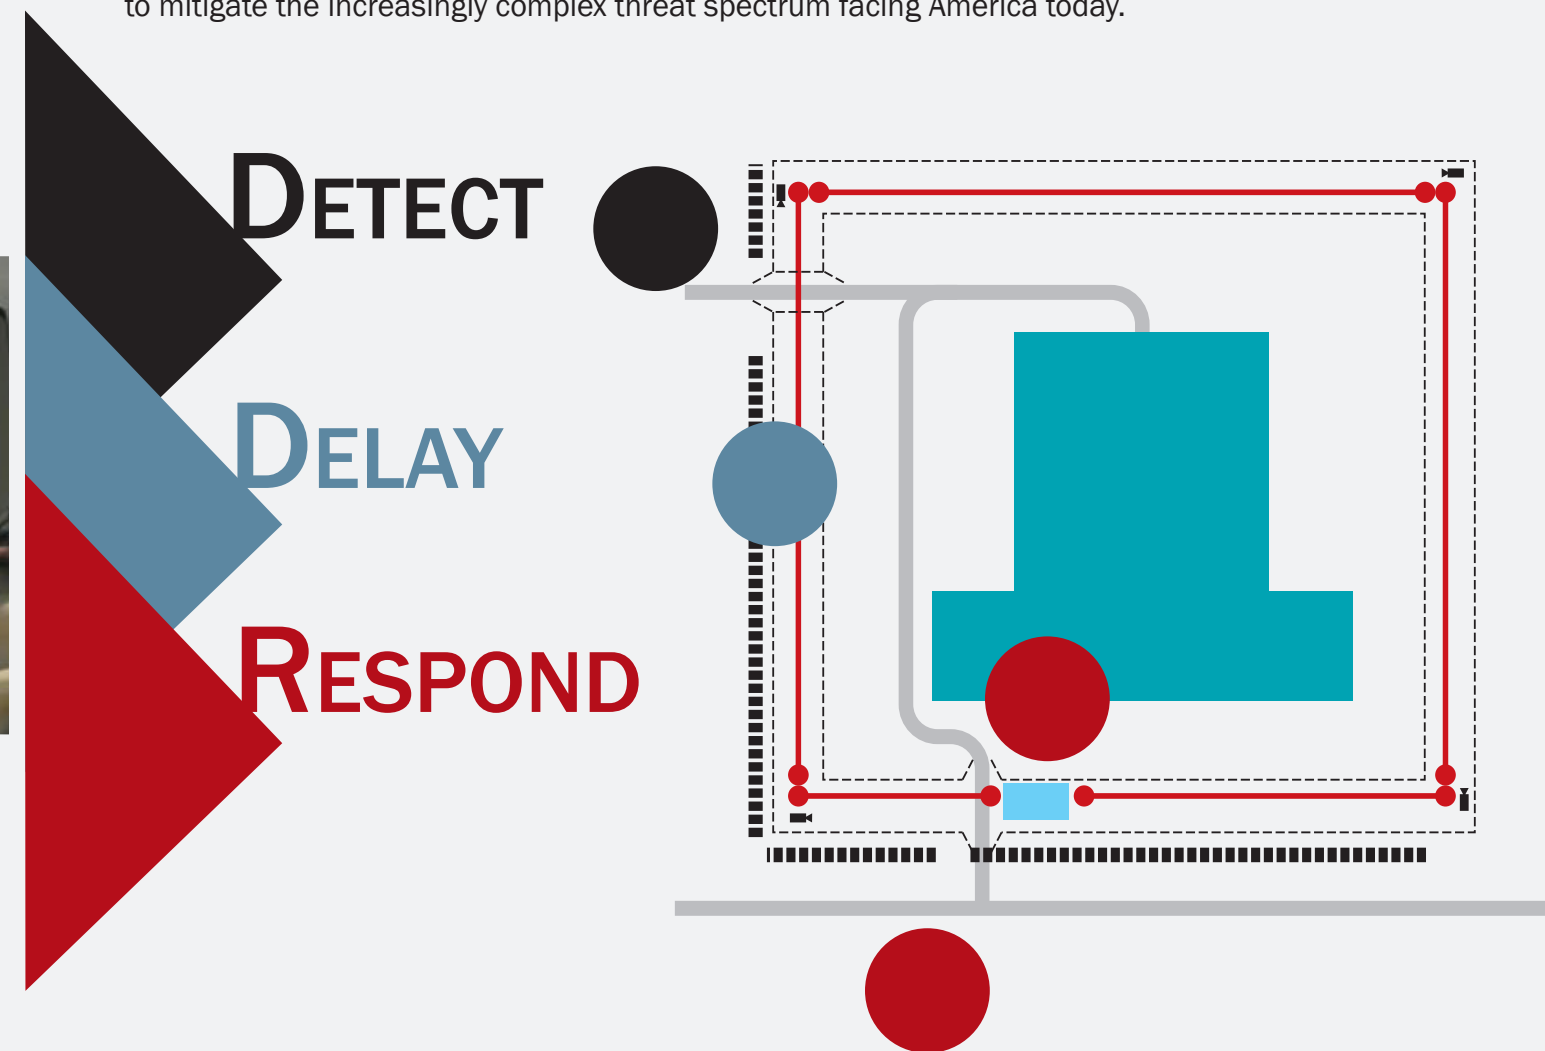 to mitigate the increasingly complex threat spectrum facing America today.
DETECT
DELAY
RESPOND